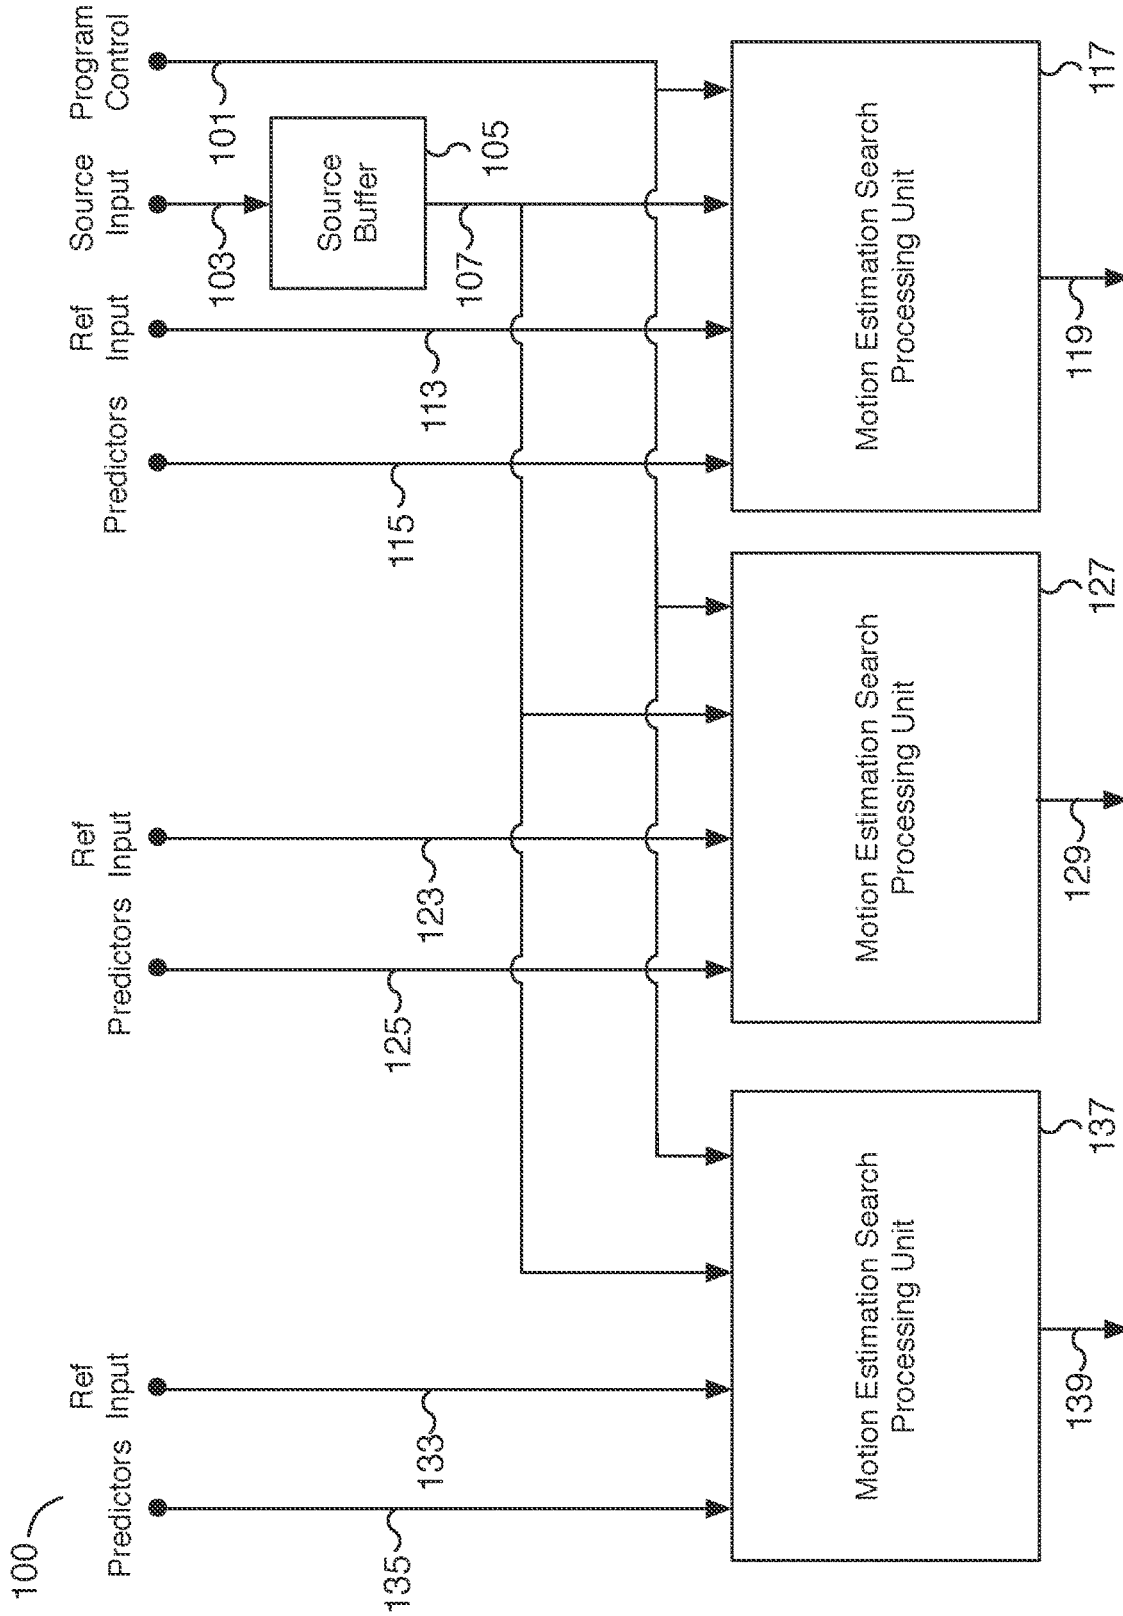 100
Program
Control
101
Source
Input
103
Source
Buffer
105
107
Ref
Input
113
Predictors
115
Motion Estimation Search
Processing Unit
117
119
Ref
Input
123
Predictors
125
Motion Estimation Search
Processing Unit
127
129
Ref
Input
133
Predictors
135
Motion Estimation Search
Processing Unit
137
139